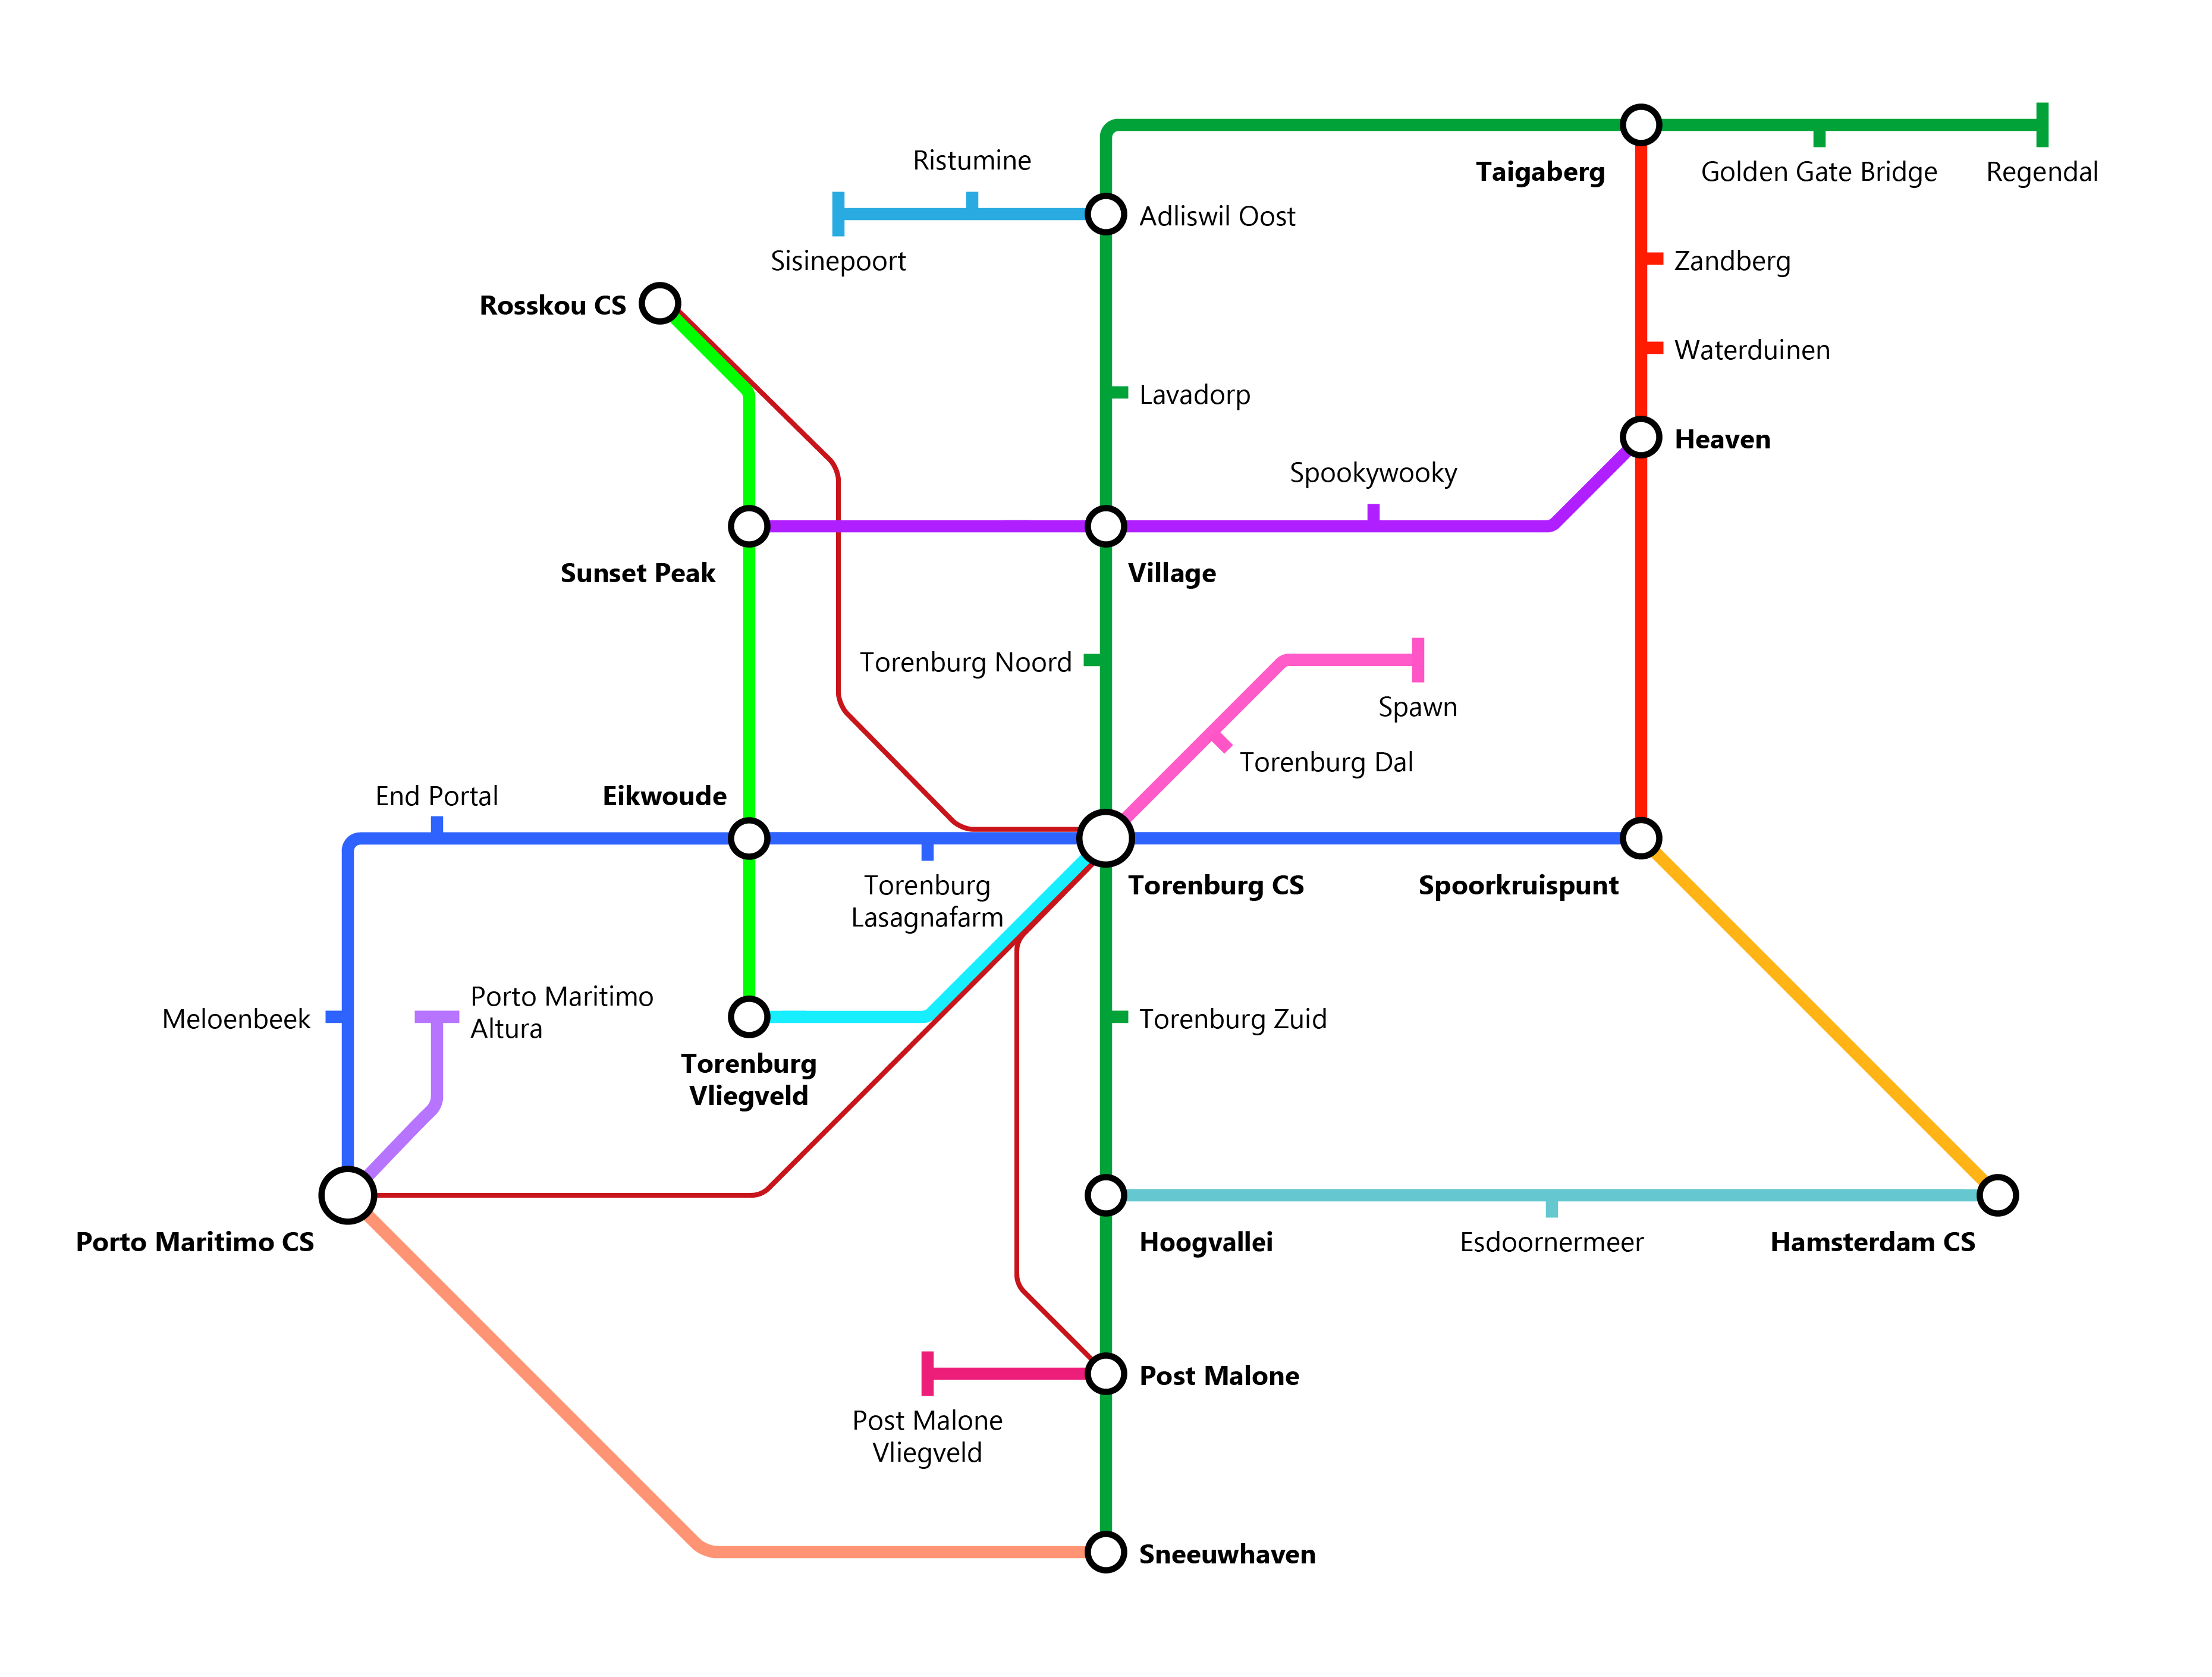 Ristumine
Taigaberg
Golden Gate Bridge
Regendal
Adliswil Oost
Sisinepoort
Zandberg
Rosskou CS
Waterduinen
Lavadorp
Heaven
Spookywooky
Sunset Peak
Village
Torenburg Noord
Spawn
Torenburg Dal
End Portal
Eikwoude
Torenburg
Lasagnafarm
Torenburg CS
Spoorkruispunt
Porto Maritimo
Altura
Meloenbeek
Torenburg Zuid
Torenburg
Vliegveld
Porto Maritimo CS
Hoogvallei
Esdoornermeer
Hamsterdam CS
Post Malone
Post Malone
Vliegveld
Sneeuwhaven